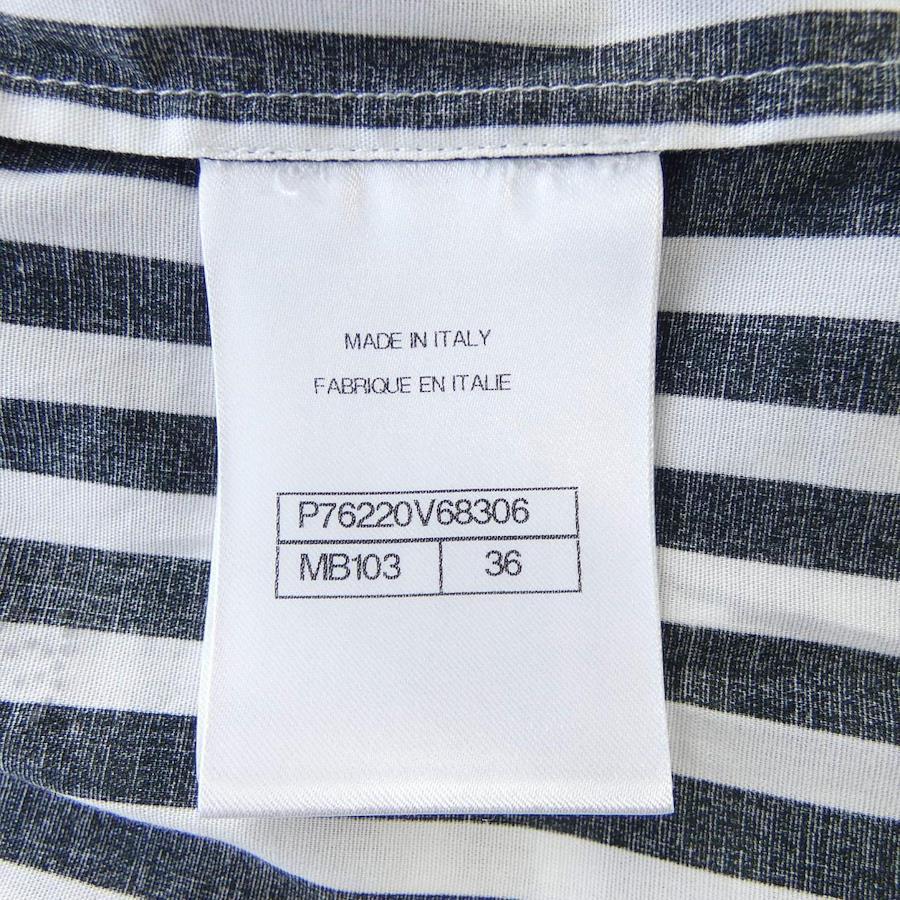 MADE IN ITALY
FABRIQUE EN ITALIE
P76220V68306
MB103 36